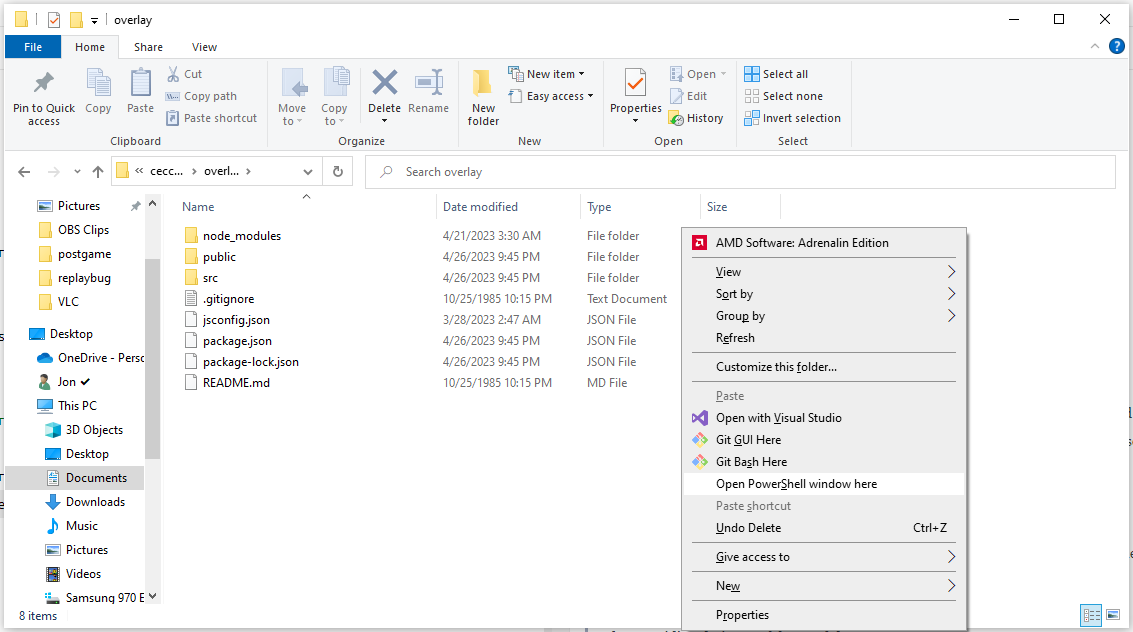 overlay
File
Home
Share
View
Pin to Quick access
Copy
Paste
Cut
Copy path
Paste shortcut
Clipboard
Move to
Copy to
Delete
Rename
Organize
New folder
New item
Easy access
New
Properties
Open
Edit
History
Open
Select all
Select none
Invert selection
Select
« cecc... › overl... ›
Search overlay
Pictures
OBS Clips
postgame
replaybug
VLC
Desktop
OneDrive - Persc
Jon
This PC
3D Objects
Desktop
Documents
Downloads
Music
Pictures
Videos
Samsung 970 E
Name Date modified Type Size
node_modules 4/21/2023 3:30 AM File folder
public 4/26/2023 9:45 PM File folder
src 4/26/2023 9:45 PM File folder
.gitignore 10/25/1985 10:15 PM Text Document
jsconfig.json 3/28/2023 2:47 AM JSON File
package.json 4/26/2023 9:45 PM JSON File
package-lock.json 4/26/2023 9:45 PM JSON File
README.md 10/25/1985 10:15 PM MD File
AMD Software: Adrenalin Edition
View
Sort by
Group by
Refresh
Customize this folder...
Paste
Open with Visual Studio
Git GUI Here
Git Bash Here
Open PowerShell window here
Paste shortcut
Undo Delete Ctrl+Z
Give access to
New
Properties
8 items